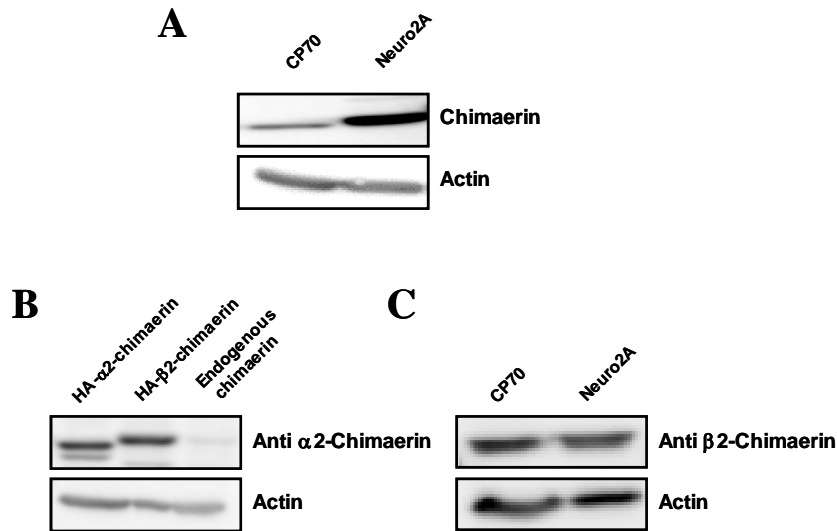 A
CP70
Neuro2A
Chimaerin
Actin
B
HA-α2-chimaerin
HA-β2-chimaerin
Endogenous
chimaerin
Anti α2-Chimaerin
Actin
C
CP70
Neuro2A
Anti β2-Chimaerin
Actin